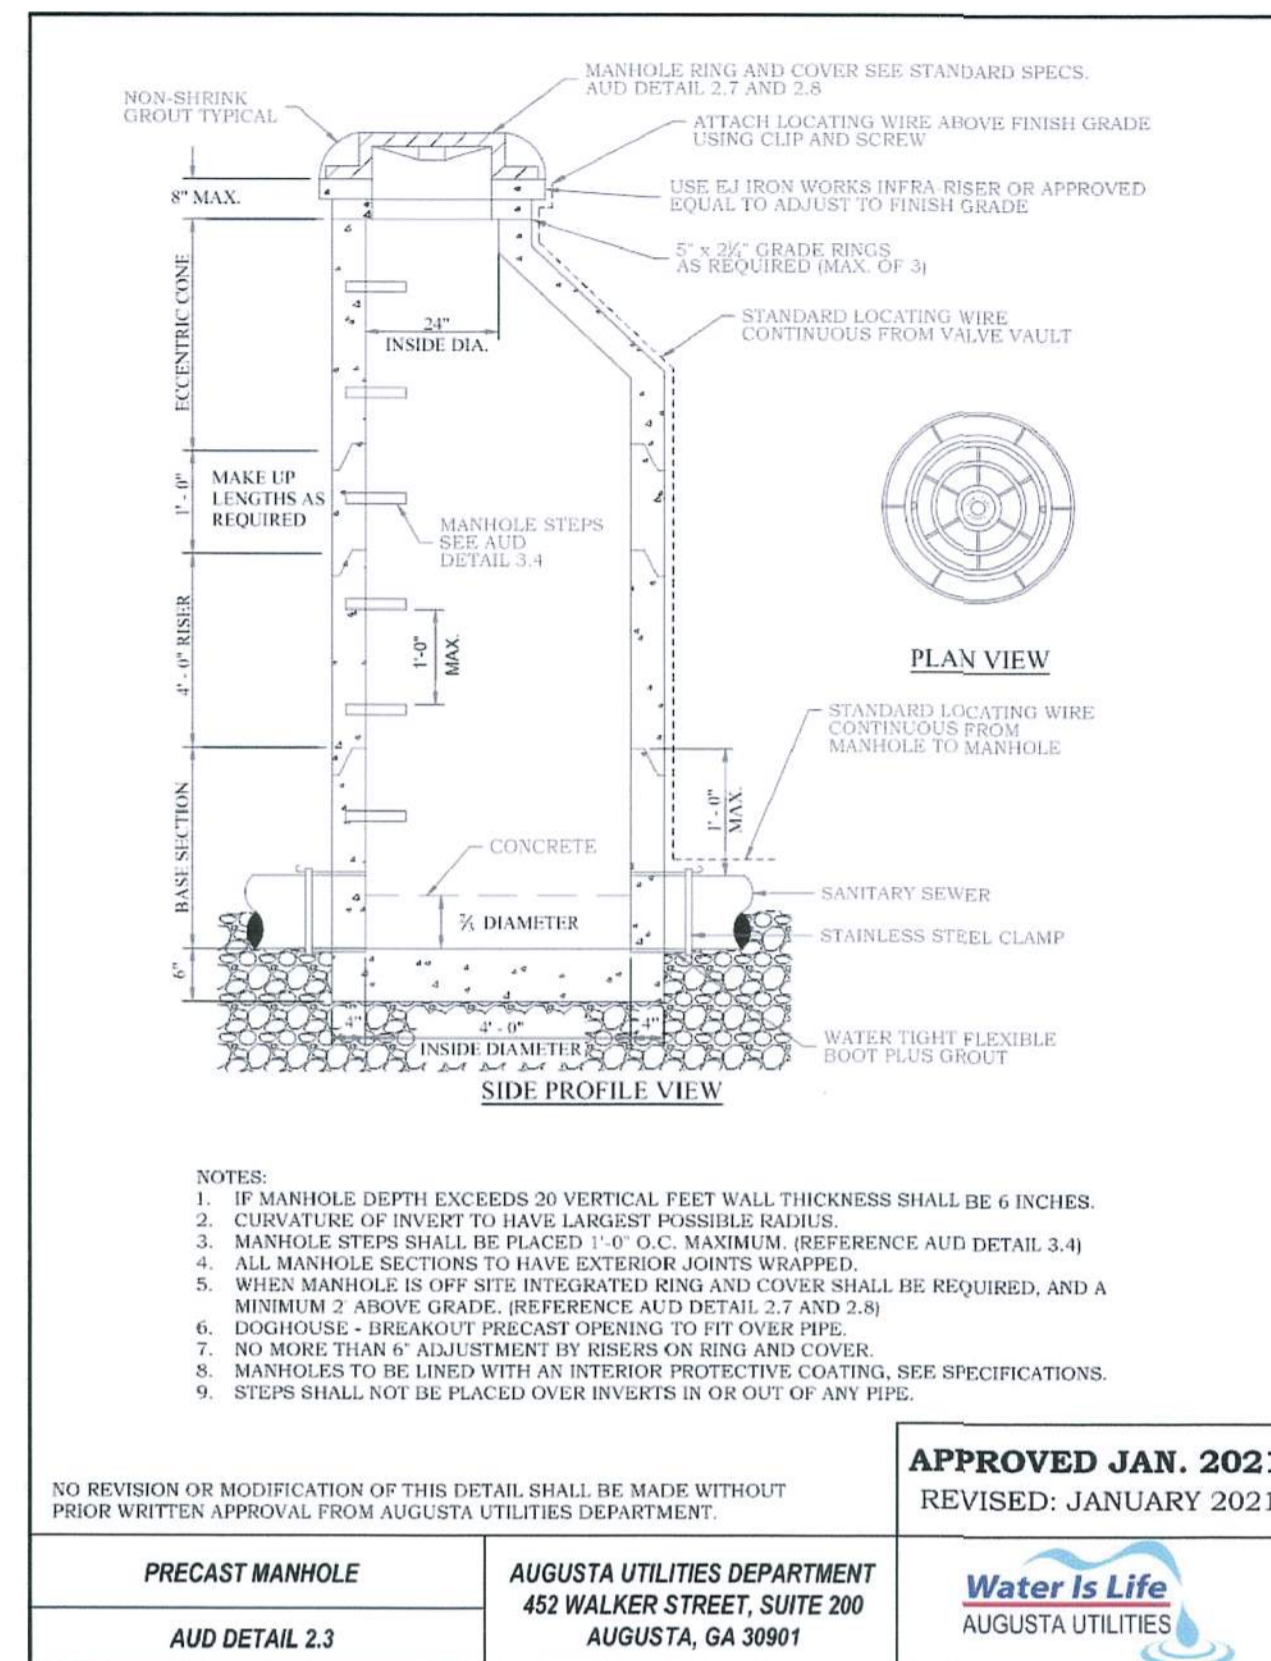 MANHOLE RING AND COVER SEE STANDARD SPECS.
AUD DETAIL 2.7 AND 2.8
NON-SHRINK
GROUT TYPICAL
ATTACH LOCATING WIRE ABOVE FINISH GRADE
USING CLIP AND SCREW
8" MAX.
USE EJ IRON WORKS INFRA-RISER OR APPROVED
EQUAL TO ADJUST TO FINISH GRADE
5" x 2¼" GRADE RINGS
AS REQUIRED (MAX. OF 3)
ECCENTRIC CONE
24"
INSIDE DIA.
STANDARD LOCATING WIRE
CONTINUOUS FROM VALVE VAULT
1' - 0"
MAKE UP
LENGTHS AS
REQUIRED
MANHOLE STEPS
SEE AUD
DETAIL 3.4
4' - 0" RISER
1'-0"
MAX.
PLAN VIEW
STANDARD LOCATING WIRE
CONTINUOUS FROM
MANHOLE TO MANHOLE
BASE SECTION
1' - 0"
MAX.
CONCRETE
SANITARY SEWER
DIAMETER
STAINLESS STEEL CLAMP
6"
4"
4' - 0"
4"
INSIDE DIAMETER
WATER TIGHT FLEXIBLE
BOOT PLUS GROUT
SIDE PROFILE VIEW
NOTES:
1. IF MANHOLE DEPTH EXCEEDS 20 VERTICAL FEET WALL THICKNESS SHALL BE 6 INCHES.
2. CURVATURE OF INVERT TO HAVE LARGEST POSSIBLE RADIUS.
3. MANHOLE STEPS SHALL BE PLACED 1'-0" O.C. MAXIMUM. (REFERENCE AUD DETAIL 3.4)
4. ALL MANHOLE SECTIONS TO HAVE EXTERIOR JOINTS WRAPPED.
5. WHEN MANHOLE IS OFF SITE INTEGRATED RING AND COVER SHALL BE REQUIRED, AND A
MINIMUM 2' ABOVE GRADE. (REFERENCE AUD DETAIL 2.7 AND 2.8)
6. DOGHOUSE - BREAKOUT PRECAST OPENING TO FIT OVER PIPE.
7. NO MORE THAN 6" ADJUSTMENT BY RISERS ON RING AND COVER.
8. MANHOLES TO BE LINED WITH AN INTERIOR PROTECTIVE COATING, SEE SPECIFICATIONS.
9. STEPS SHALL NOT BE PLACED OVER INVERTS IN OR OUT OF ANY PIPE.
NO REVISION OR MODIFICATION OF THIS DETAIL SHALL BE MADE WITHOUT
PRIOR WRITTEN APPROVAL FROM AUGUSTA UTILITIES DEPARTMENT.
APPROVED JAN. 2021
REVISED: JANUARY 2021
PRECAST MANHOLE
AUD DETAIL 2.3
AUGUSTA UTILITIES DEPARTMENT
452 WALKER STREET, SUITE 200
AUGUSTA, GA 30901
Water Is Life
AUGUSTA UTILITIES